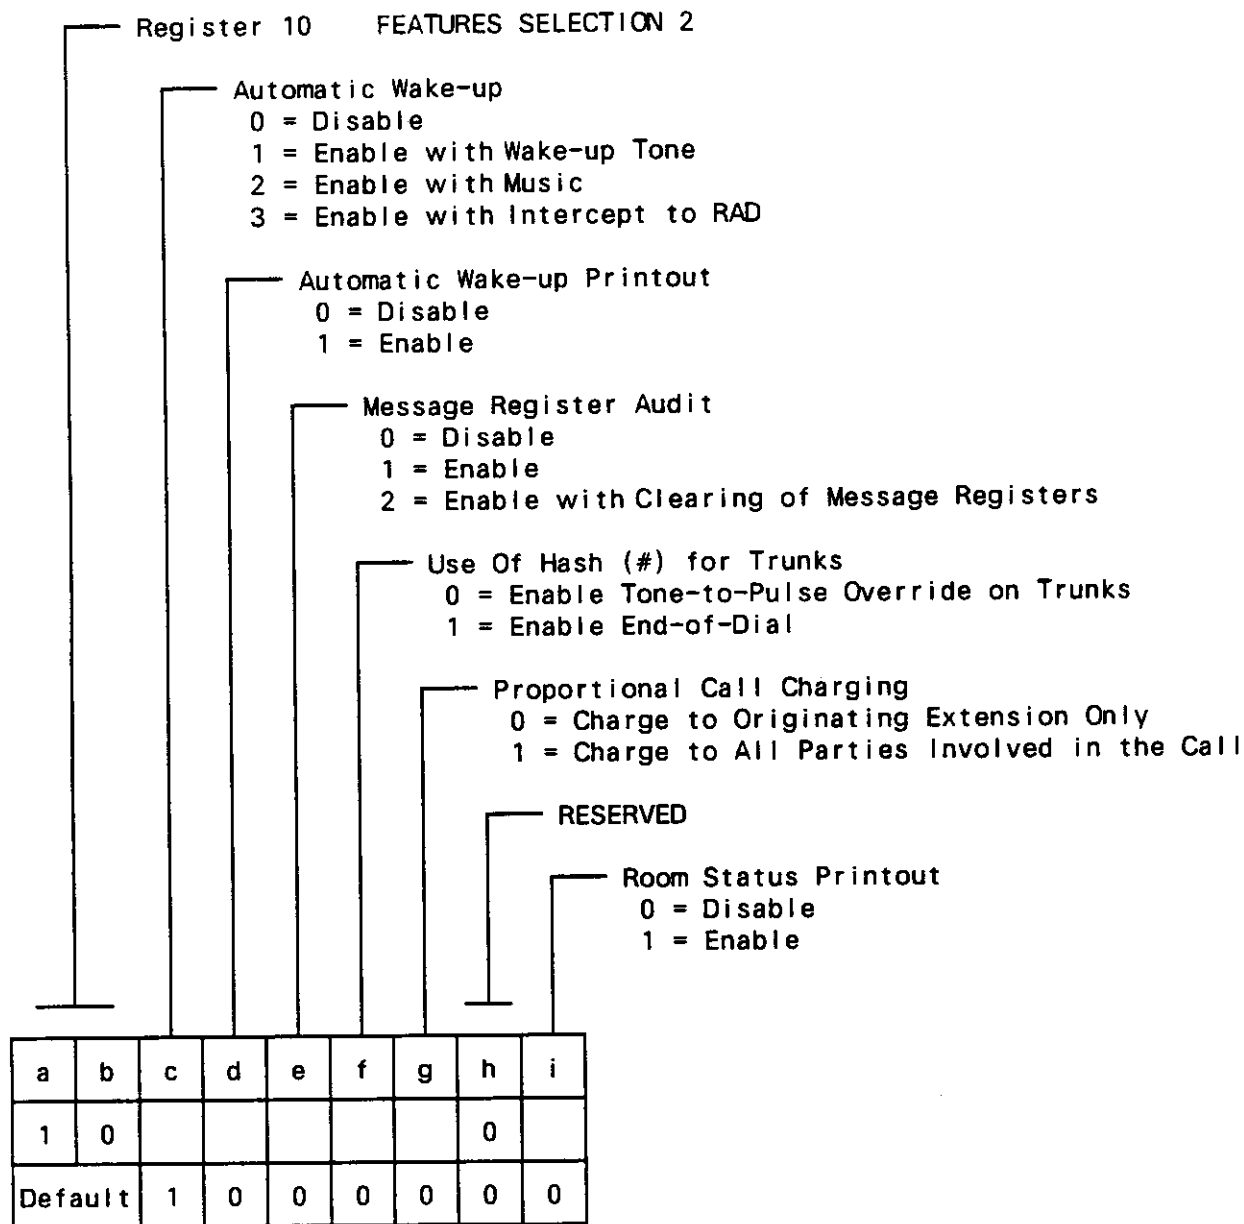 Register 10 FEATURES SELECTION 2
Automatic Wake-up
0 = Disable
1 = Enable with Wake-up Tone
2 = Enable with Music
3 = Enable with Intercept to RAD
Automatic Wake-up Printout
0 = Disable
1 = Enable
Message Register Audit
0 = Disable
1 = Enable
2 = Enable with Clearing of Message Registers
Use Of Hash (#) for Trunks
0 = Enable Tone-to-Pulse Override on Trunks
1 = Enable End-of-Dial
Proportional Call Charging
0 = Charge to Originating Extension Only
1 = Charge to All Parties Involved in the Call
RESERVED
Room Status Printout
0 = Disable
1 = Enable
a b c d e f g h i
1 0 0
Default 1 0 0 0 0 0 0